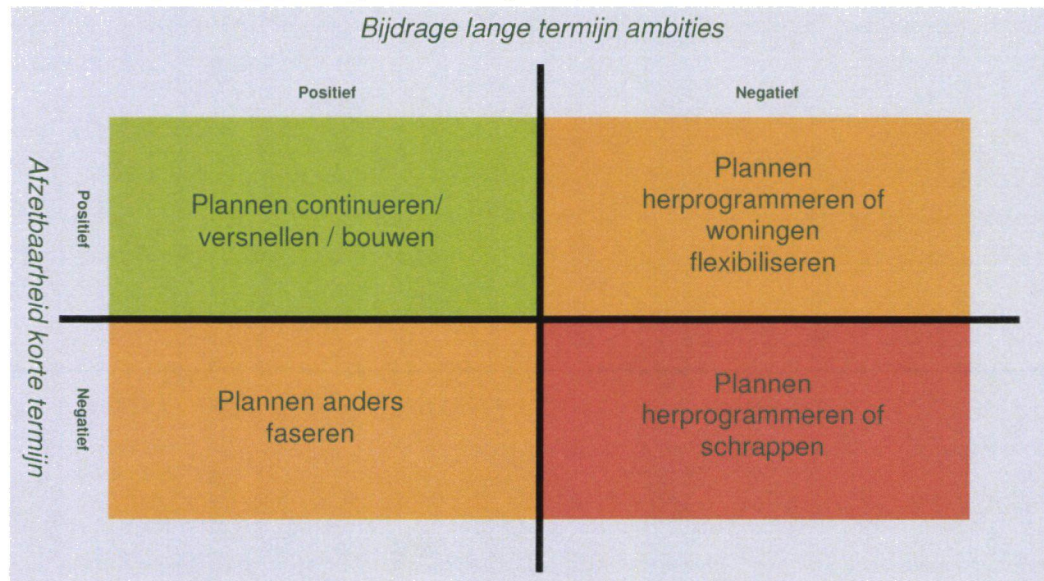 Bijdrage lange termijn ambities
Positief
Negatief
Afzetbaarheid korte termijn
Positief
Plannen continueren/
versnellen / bouwen
Plannen
herprogrammeren of
woningen
flexibiliseren
Negatief
Plannen anders
faseren
Plannen
herprogrammeren of
schrappen